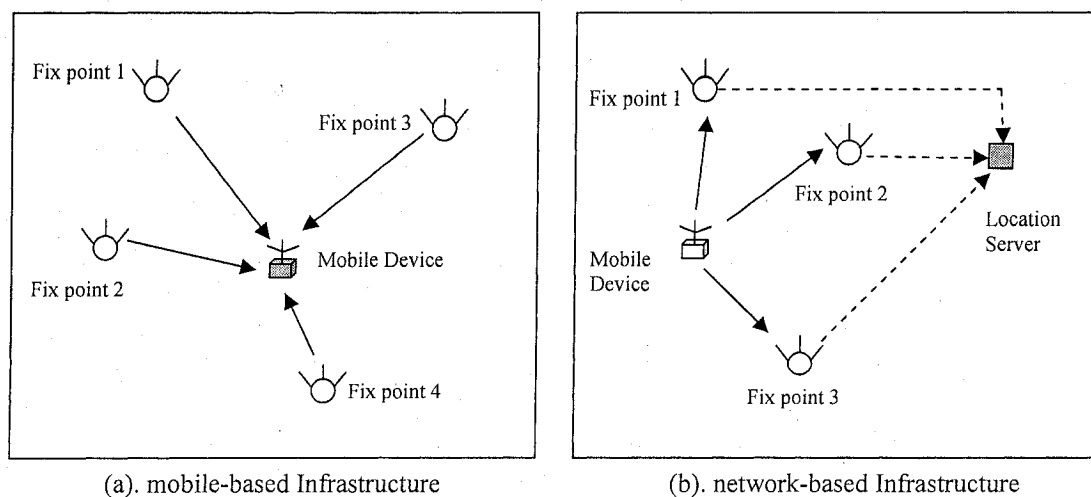 Fix point 1
Fix point 3
Mobile Device
Fix point 2
Fix point 4
(a). mobile-based Infrastructure
Fix point 1
Fix point 2
Location
Server
Mobile
Device
Fix point 3
(b). network-based Infrastructure